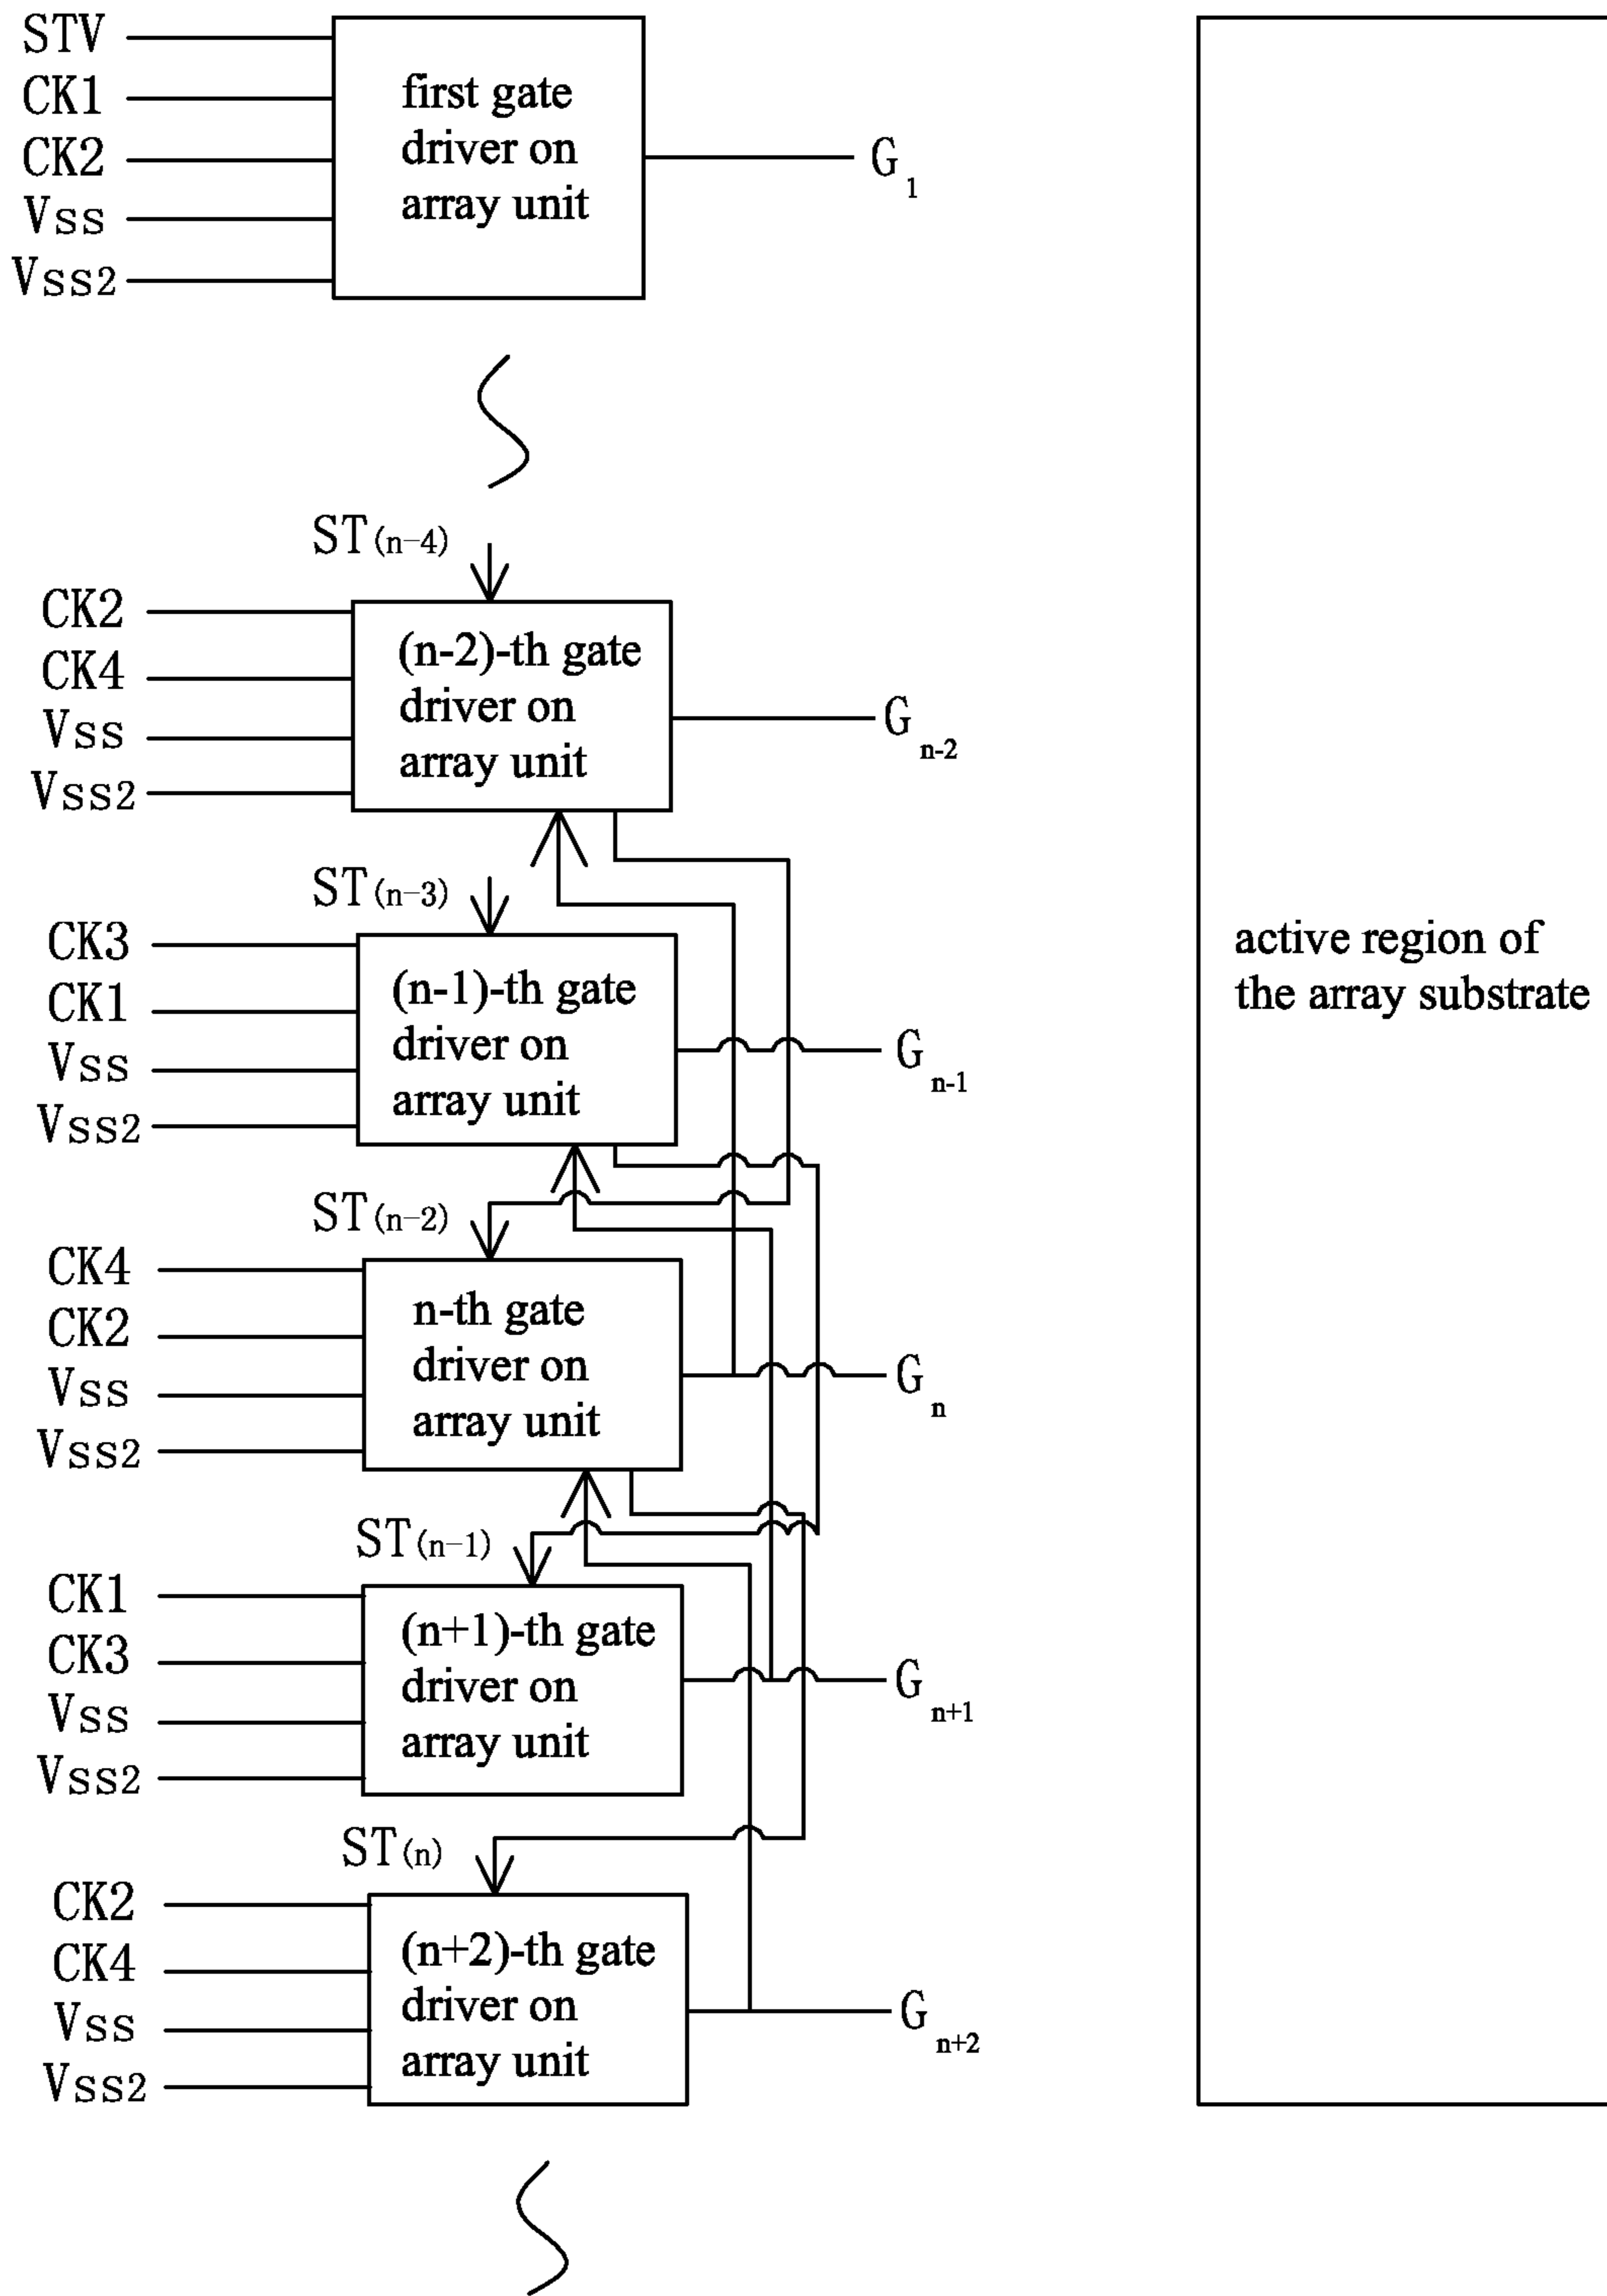 STV
CK1
CK2
VSS
VSS2
first gate
driver on
array unit
G1
ST(n-4)
CK2
CK4
VSS
VSS2
(n-2)-th gate
driver on
array unit
Gn-2
ST(n-3)
CK3
CK1
VSS
VSS2
(n-1)-th gate
driver on
array unit
Gn-1
active region of
the array substrate
ST(n-2)
CK4
CK2
VSS
VSS2
n-th gate
driver on
array unit
Gn
ST(n-1)
CK1
CK3
VSS
VSS2
(n+1)-th gate
driver on
array unit
Gn+1
ST(n)
CK2
CK4
VSS
VSS2
(n+2)-th gate
driver on
array unit
Gn+2